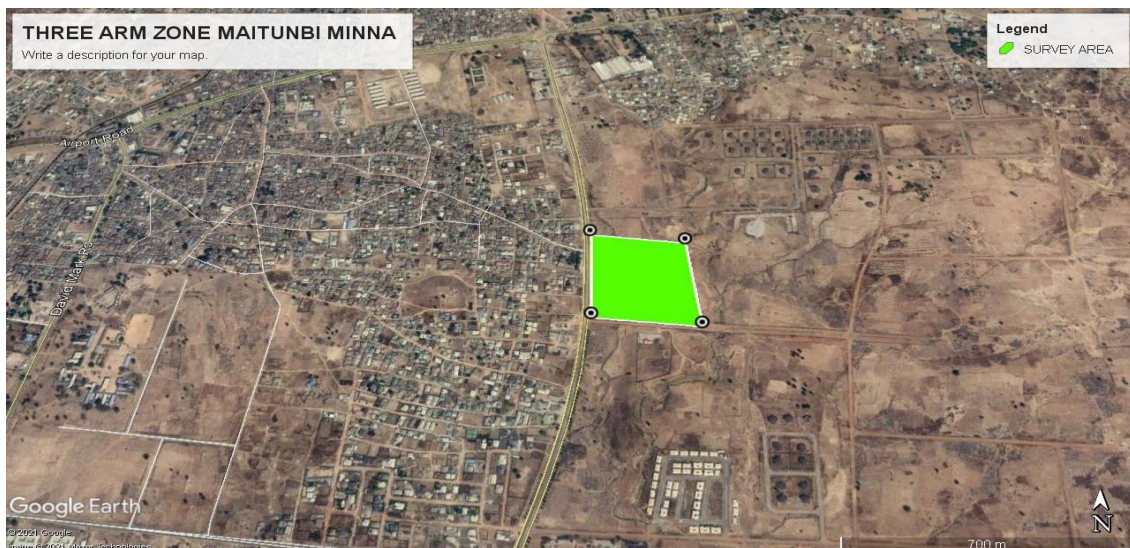 THREE ARM ZONE MAITUNBI MINNA
Write a description for your map.
Legend
SURVEY AREA
Airport Road
David Mark Rd
Google Earth
© 2021 Google
N
700 m